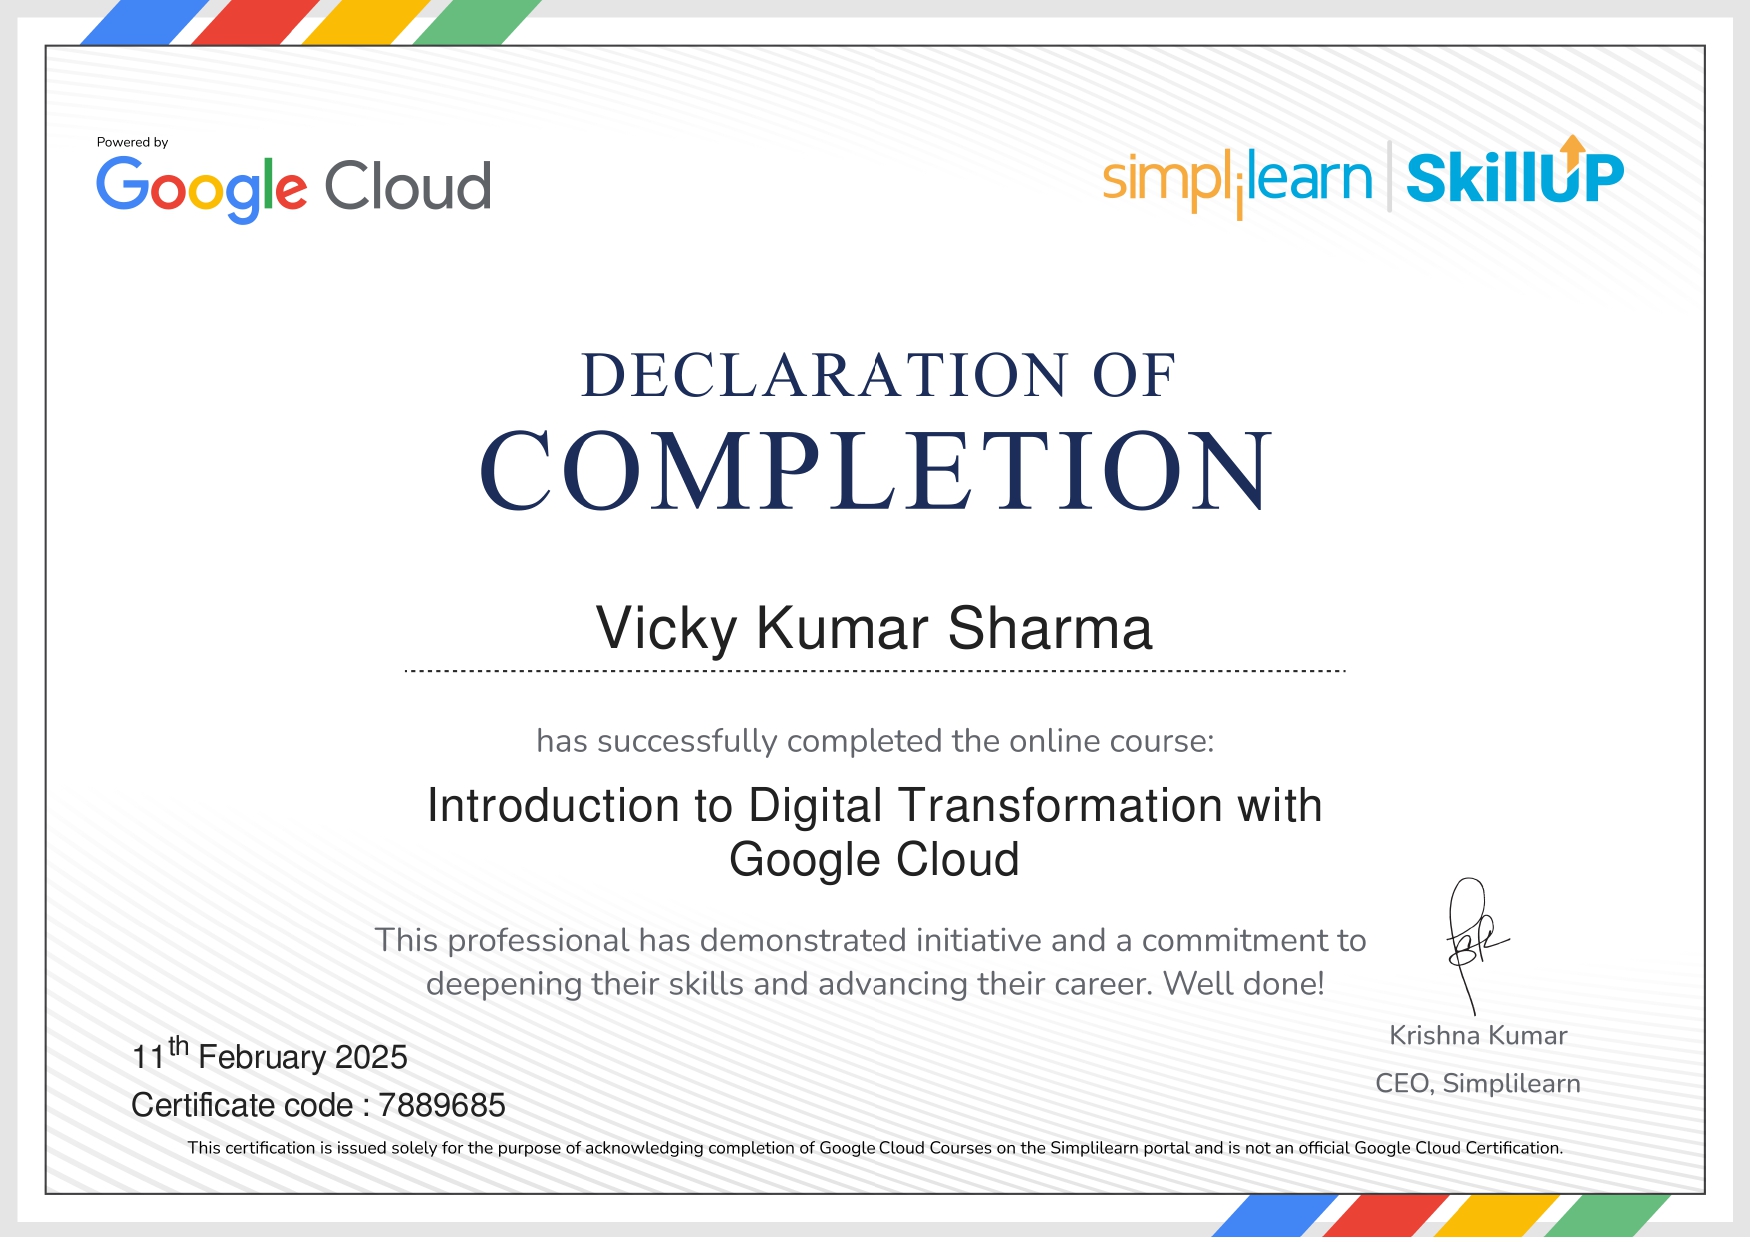 Powered by
Google Cloud
simplilearn | SkillUP
DECLARATION OF
COMPLETION
Vicky Kumar Sharma
has successfully completed the online course:
Introduction to Digital Transformation with
Google Cloud
This professional has demonstrated initiative and a commitment to
deepening their skills and advancing their career. Well done!
Krishna Kumar
CEO, Simplilearn
11th February 2025
Certificate code : 7889685
This certification is issued solely for the purpose of acknowledging completion of Google Cloud Courses on the Simplilearn portal and is not an official Google Cloud Certification.